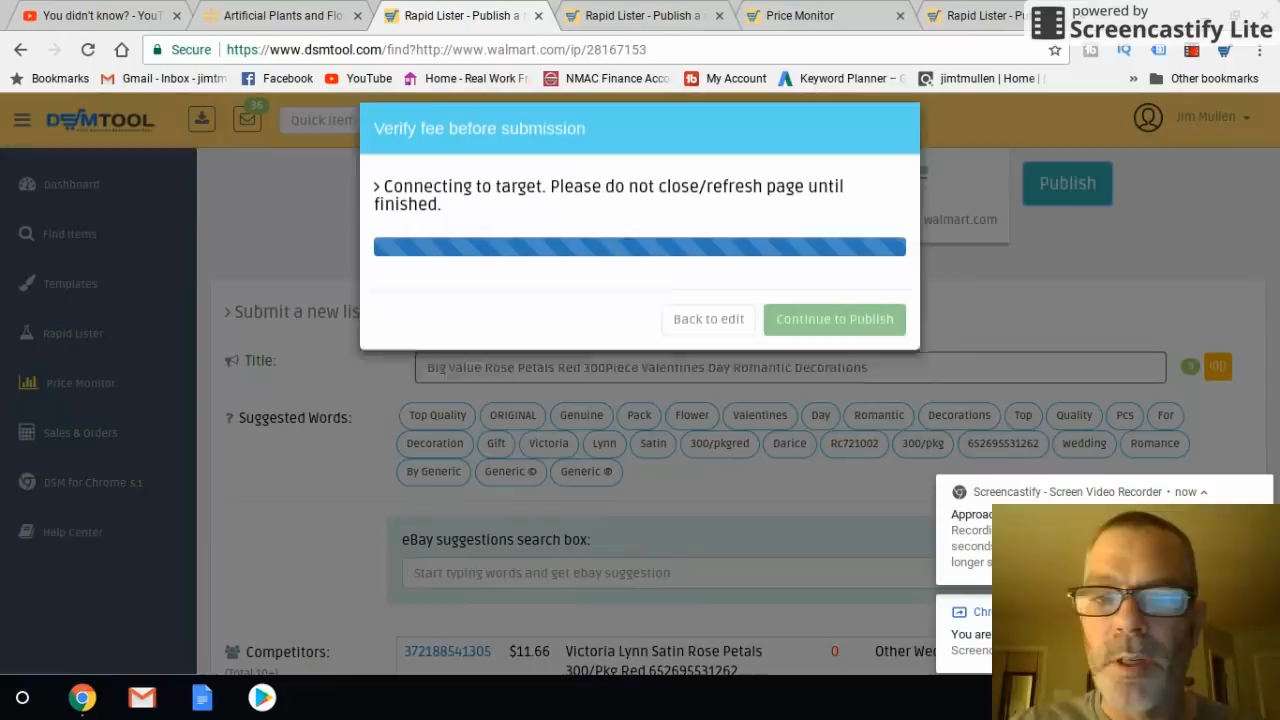 You didn't know? - YouT
Artificial Plants and Flo
Rapid Lister - Publish a n
Rapid Lister - Publish a n
Price Monitor
Rapid Lister - Pu
powered by
Screencastify Lite
Secure
https://www.dsmtool.com/find?http://www.walmart.com/ip/28167153
Bookmarks
Gmail - Inbox - jimtm
Facebook
YouTube
Home - Real Work Fr
NMAC Finance Acco
My Account
Keyword Planner – G
jimtmullen | Home |
» Other bookmarks
DSMTOOL
36
Quick item
Jim Mullen
Verify fee before submission
> Connecting to target. Please do not close/refresh page until
finished.
Back to edit
Continue to Publish
Publish
walmart.com
Dashboard
Find Items
Templates
Rapid Lister
Price Monitor
Sales & Orders
DSM for Chrome 5.1
Help Center
> Submit a new lis
Title:
Big Value Rose Petals Red 300Piece Valentines Day Romantic Decorations
? Suggested Words:
Top Quality
ORIGINAL
Genuine
Pack
Flower
Valentines
Day
Romantic
Decorations
Top
Quality
Pcs
For
Decoration
Gift
Victoria
Lynn
Satin
300/pkgred
Darice
Rc721002
300/pkg
652695531262
Wedding
Romance
By Generic
Generic ©
Generic ®
eBay suggestions search box:
Start typing words and get ebay suggestion
Competitors:
(Total 10+)
372188541305
$11.66
Victoria Lynn Satin Rose Petals
300/Pkg Red 652695531262
0
Other Wed
Screencastify - Screen Video Recorder • now
Approac
Recordi
second
longer s
Chr
You are
Screenc